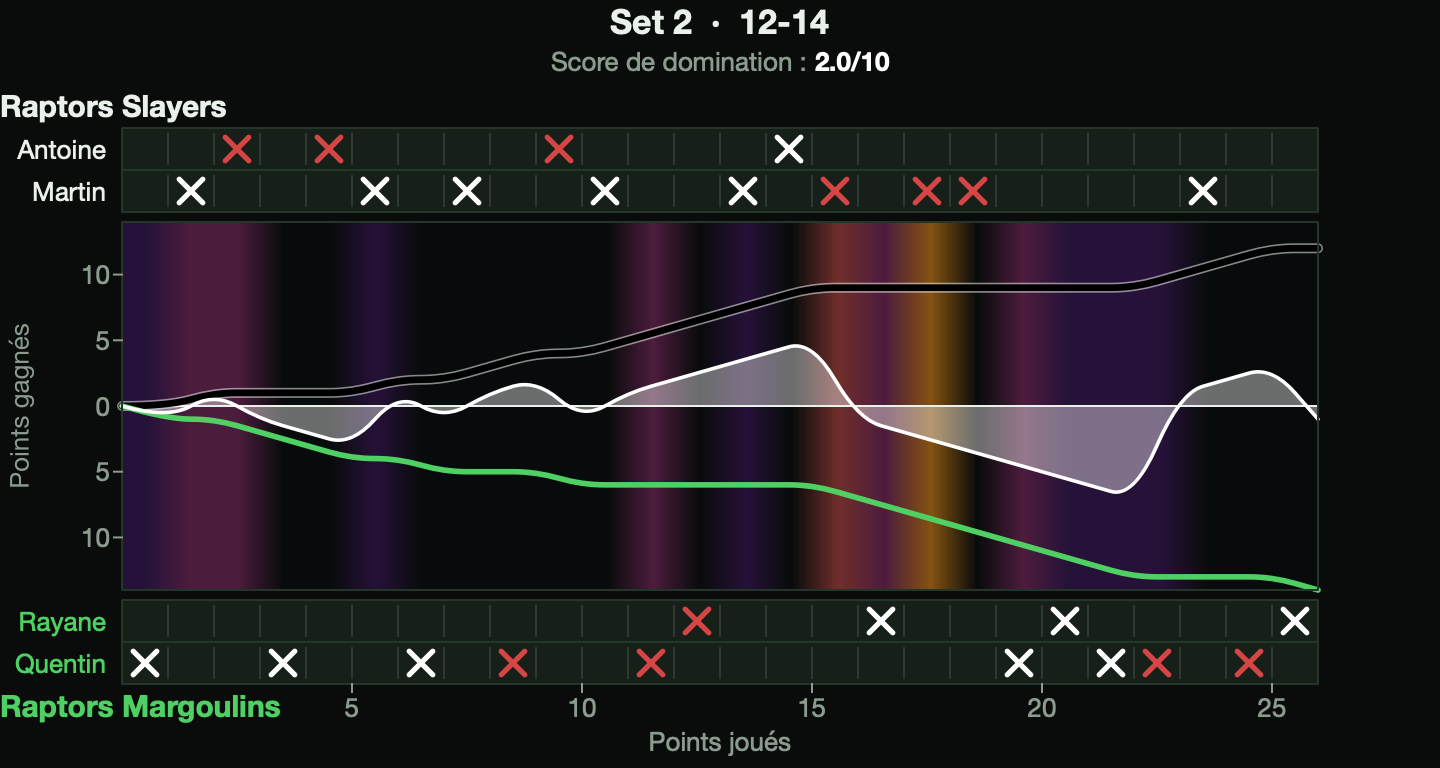 Set 2 · 12-14
Score de domination : 2.0/10
Raptors Slayers
Antoine
Martin
Points gagnés
10
5
0
5
10
Rayane
Quentin
Raptors Margoulins
5 10 15 20 25
Points joués